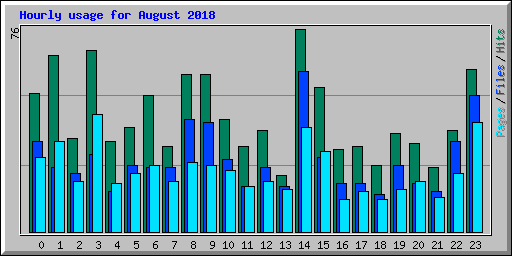 Hourly usage for August 2018
76
Pages / Files / Hits
0 1 2 3 4 5 6 7 8 9 10 11 12 13 14 15 16 17 18 19 20 21 22 23